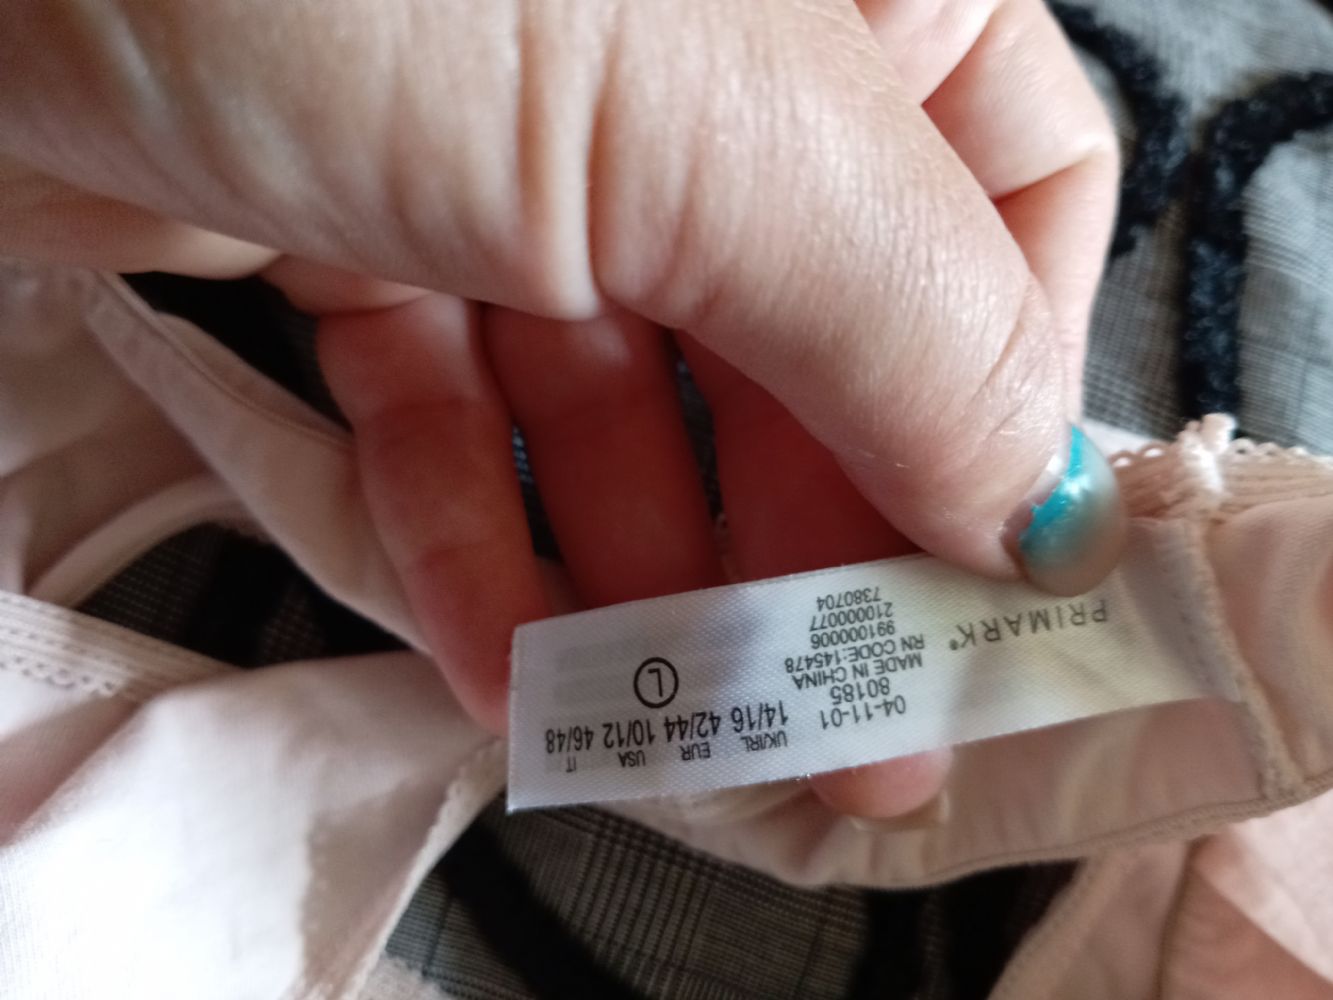 PRIMARK®
04-11-01
80185
MADE IN CHINA
RN CODE:145478
991000006
210000077
7380704
UK/IRL EUR USA IT
14/16 42/44 10/12 46/48
L